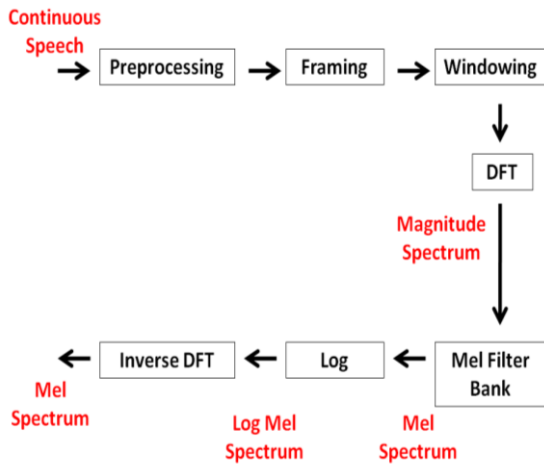 Continuous
Speech
Preprocessing
Framing
Windowing
DFT
Magnitude
Spectrum
Mel Filter
Bank
Log
Inverse DFT
Mel
Spectrum
Log Mel
Spectrum
Mel
Spectrum